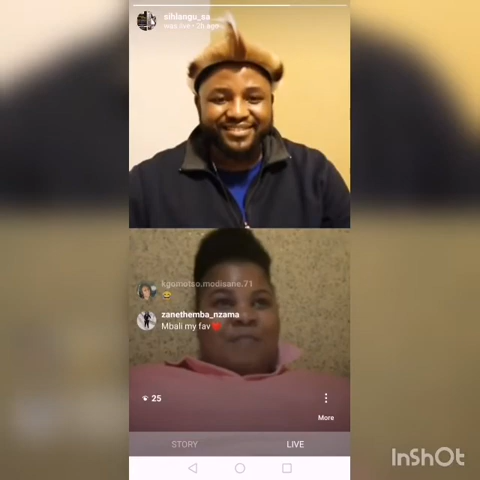 sihlangu_sa
was live • 2h ago
kgomotso.modisane.71
zanethemba_nzama
Mbali my fav
25
More
STORY
LIVE
InShOt